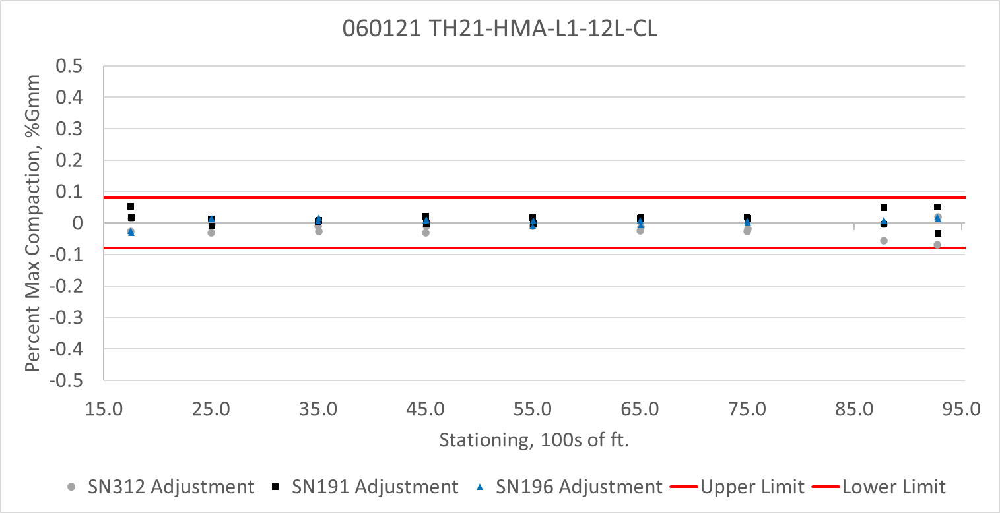 060121 TH21-HMA-L1-12L-CL
Percent Max Compaction, %Gmm
0.5
0.4
0.3
0.2
0.1
0
-0.1
-0.2
-0.3
-0.4
-0.5
15.0 25.0 35.0 45.0 55.0 65.0 75.0 85.0 95.0
Stationing, 100s of ft.
SN312 Adjustment SN191 Adjustment SN196 Adjustment Upper Limit Lower Limit